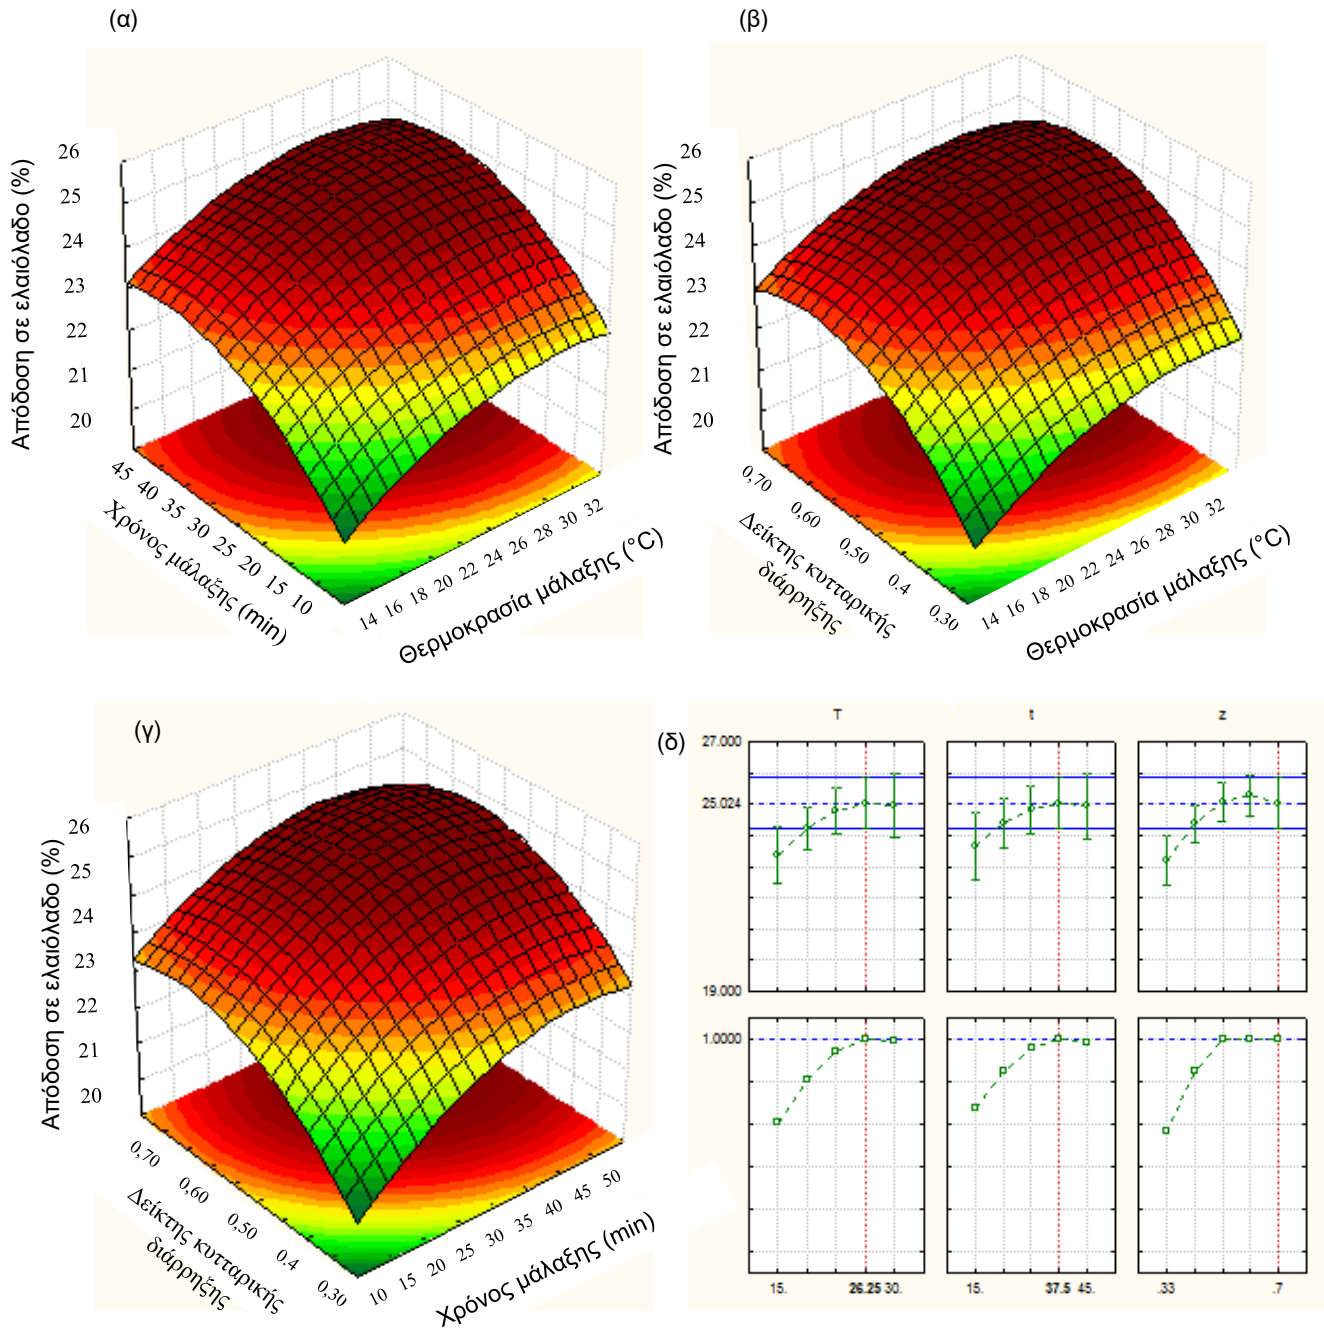 (α)
Απόδοση σε ελαιόλαδο (%)
26
25
24
23
22
21
20
45 40 35 30 25 20 15 10
Χρόνος μάλαξης (min)
14 16 18 20 22 24 26 28 30 32
Θερμοκρασία μάλαξης (°C)
(β)
Απόδοση σε ελαιόλαδο (%)
26
25
24
23
22
21
20
0,70 0,60 0,50 0.4 0,30
Δείκτης κυτταρικής
διάρρηξης
14 16 18 20 22 24 26 28 30 32
Θερμοκρασία μάλαξης (°C)
(γ)
Απόδοση σε ελαιόλαδο (%)
26
25
24
23
22
21
20
0,70 0,60 0,50 0.4 0,30
Δείκτης κυτταρικής
διάρρηξης
10 15 20 25 30 35 40 45 50
Χρόνος μάλαξης (min)
(δ)
T t z
27.000
25.024
19.000
1.0000
15. 26.25 30. 15. 37.5 45. .33 .7